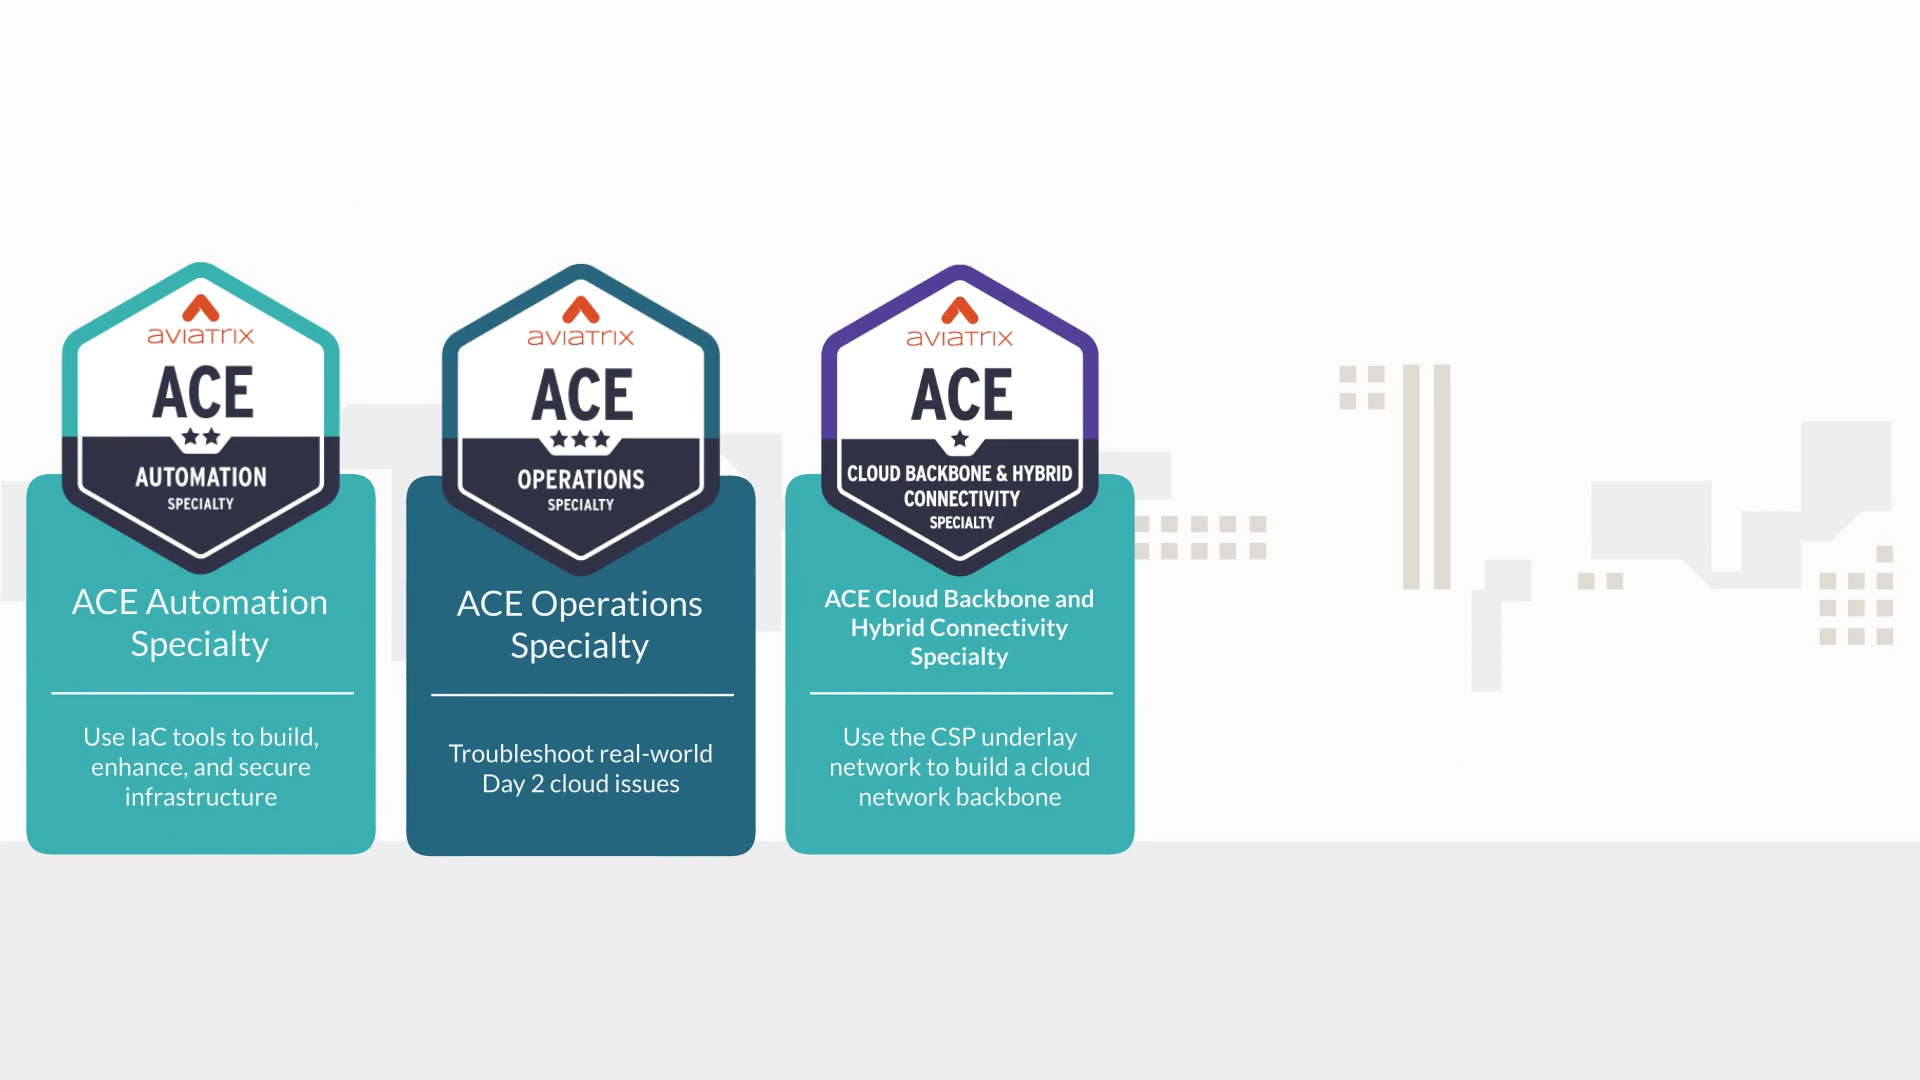 aviatrix
ACE
AUTOMATION
SPECIALTY
ACE Automation
Specialty
Use IaC tools to build,
enhance, and secure
infrastructure
aviatrix
ACE
OPERATIONS
SPECIALTY
ACE Operations
Specialty
Troubleshoot real-world
Day 2 cloud issues
aviatrix
ACE
CLOUD BACKBONE & HYBRID
CONNECTIVITY
SPECIALTY
ACE Cloud Backbone and
Hybrid Connectivity
Specialty
Use the CSP underlay
network to build a cloud
network backbone